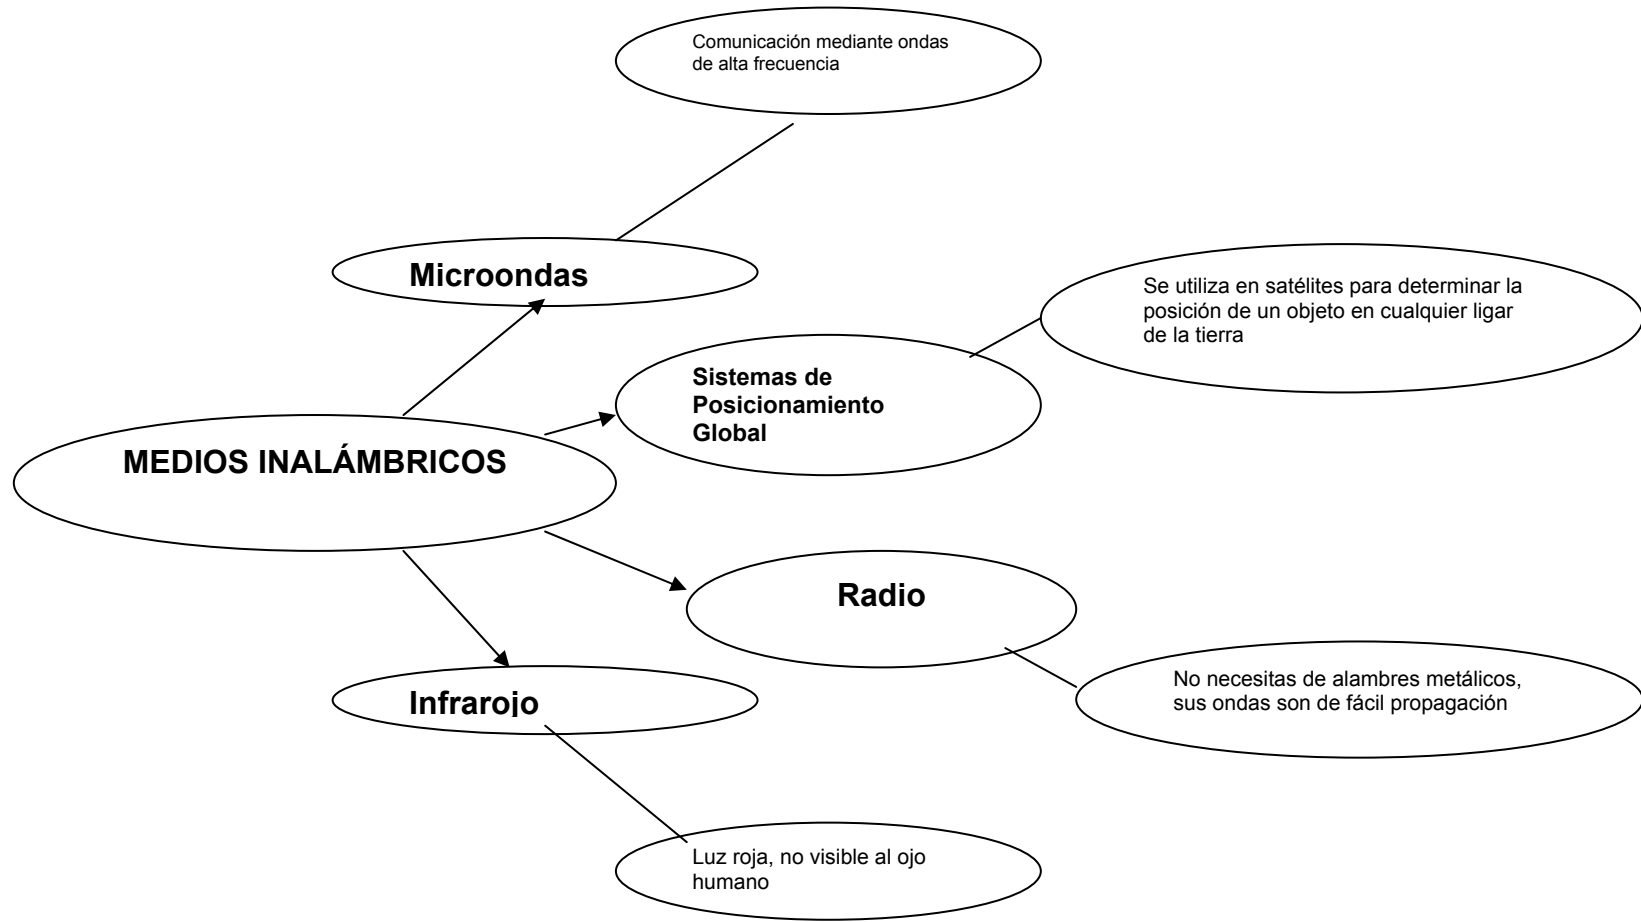 Comunicación mediante ondas
de alta frecuencia
Microondas
Se utiliza en satélites para determinar la
posición de un objeto en cualquier ligar
de la tierra
Sistemas de
Posicionamiento
Global
MEDIOS INALÁMBRICOS
Radio
No necesitas de alambres metálicos,
sus ondas son de fácil propagación
Infrarojo
Luz roja, no visible al ojo
humano